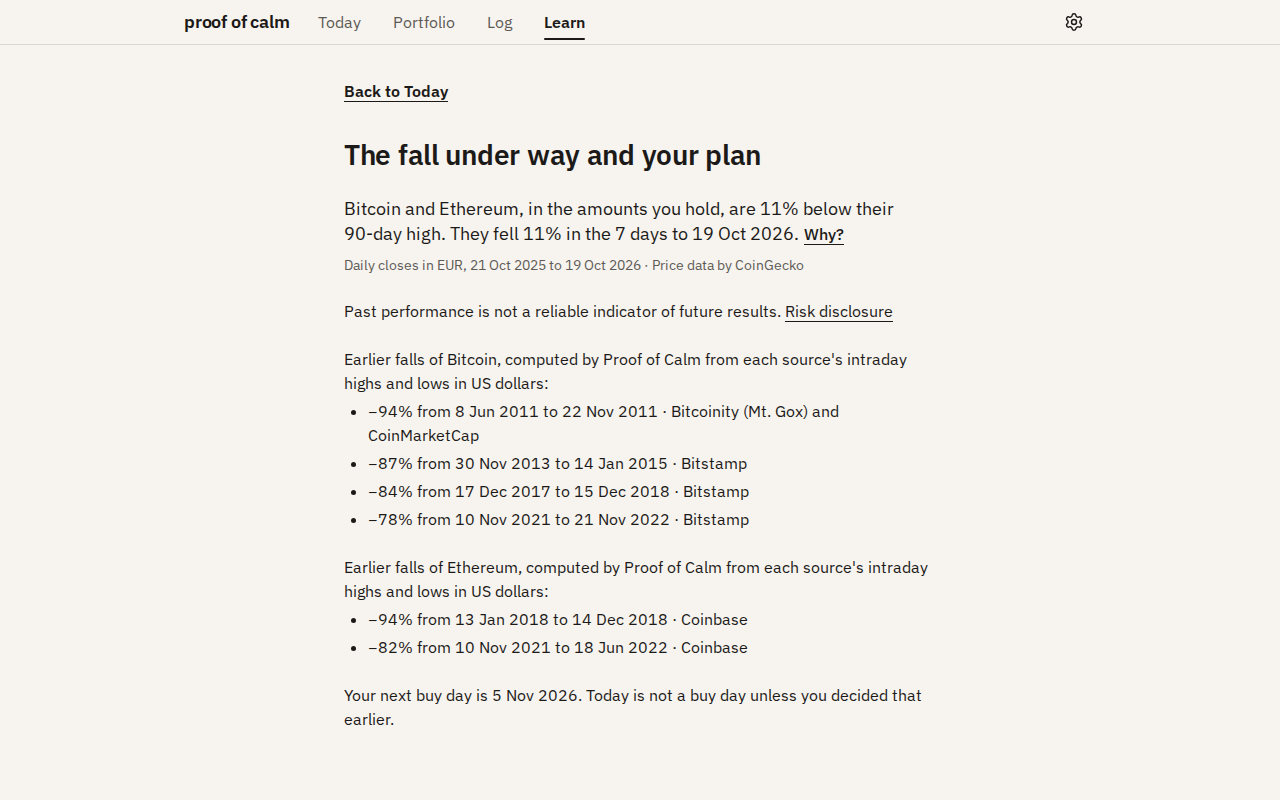 proof of calm Today Portfolio Log Learn
Back to Today
The fall under way and your plan
Bitcoin and Ethereum, in the amounts you hold, are 11% below their
90-day high. They fell 11% in the 7 days to 19 Oct 2026. Why?
Daily closes in EUR, 21 Oct 2025 to 19 Oct 2026 · Price data by CoinGecko
Past performance is not a reliable indicator of future results. Risk disclosure
Earlier falls of Bitcoin, computed by Proof of Calm from each source's intraday
highs and lows in US dollars:
• −94% from 8 Jun 2011 to 22 Nov 2011 · Bitcoinity (Mt. Gox) and
CoinMarketCap
• −87% from 30 Nov 2013 to 14 Jan 2015 · Bitstamp
• −84% from 17 Dec 2017 to 15 Dec 2018 · Bitstamp
• −78% from 10 Nov 2021 to 21 Nov 2022 · Bitstamp
Earlier falls of Ethereum, computed by Proof of Calm from each source's intraday
highs and lows in US dollars:
• −94% from 13 Jan 2018 to 14 Dec 2018 · Coinbase
• −82% from 10 Nov 2021 to 18 Jun 2022 · Coinbase
Your next buy day is 5 Nov 2026. Today is not a buy day unless you decided that
earlier.